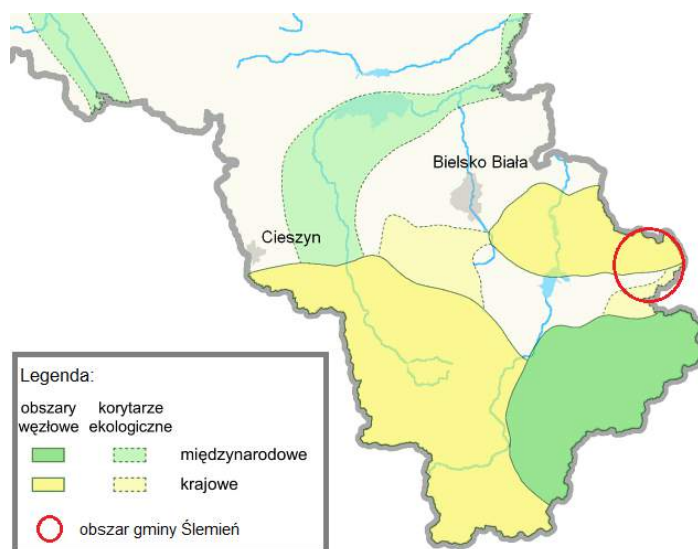 Bielsko Biała
Cieszyn
Legenda:
obszary korytarze
węzłowe ekologiczne
międzynarodowe
krajowe
obszar gminy Ślemień